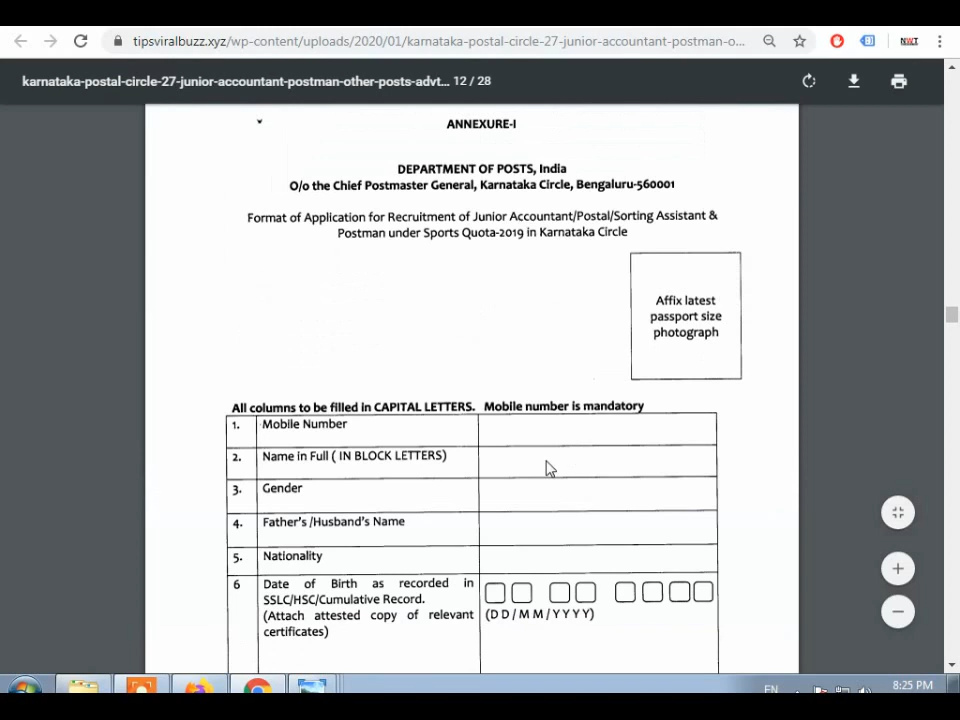 tipsviralbuzz.xyz/wp-content/uploads/2020/01/karnataka-postal-circle-27-junior-accountant-postman-o...
NWT
karnataka-postal-circle-27-junior-accountant-postman-other-posts-advt... 12 / 28
ANNEXURE-I
DEPARTMENT OF POSTS, India
O/o the Chief Postmaster General, Karnataka Circle, Bengaluru-560001
Format of Application for Recruitment of Junior Accountant/Postal/Sorting Assistant &
Postman under Sports Quota-2019 in Karnataka Circle
Affix latest
passport size
photograph
All columns to be filled in CAPITAL LETTERS. Mobile number is mandatory
1. Mobile Number
2. Name in Full ( IN BLOCK LETTERS)
3. Gender
4. Father's /Husband's Name
5. Nationality
6 Date of Birth as recorded in
SSLC/HSC/Cumulative Record.
(Attach attested copy of relevant
certificates)
(D D / M M / Y Y Y Y)
EN
8:25 PM